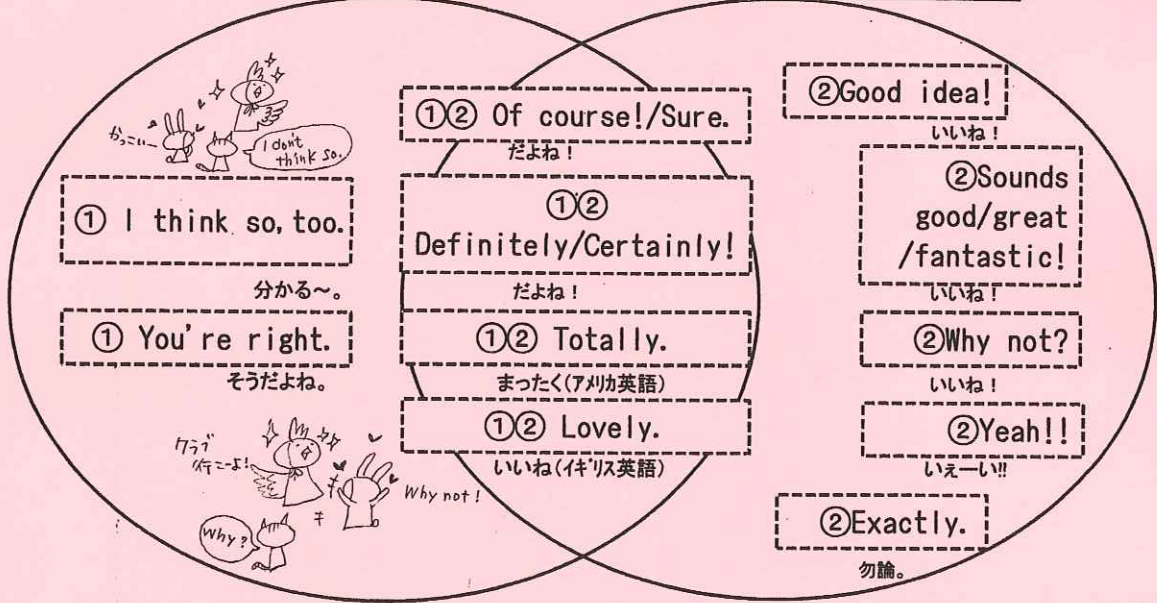 かっこいー
I don't
think so.
① I think so, too.
分かる～。
① You're right.
そうだよね。
クラブ
行こーよ!
Why not!
Why?
①② Of course!/Sure.
だよね!
①②
Definitely/Certainly!
だよね!
①② Totally.
まったく(アメリカ英語)
①② Lovely.
いいね(イギリス英語)
②Good idea!
いいね!
②Sounds
good/great
/fantastic!
いいね!
②Why not?
いいね!
②Yeah!!
いぇーい!!
②Exactly.
勿論。